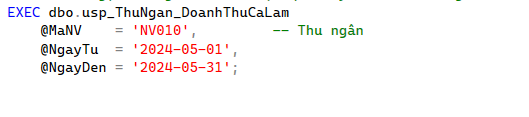 EXEC dbo.usp_ThuNgan_DoanhThuCaLam
    @MaNV    = 'NV010',         -- Thu ngân
    @NgayTu  = '2024-05-01',
    @NgayDen = '2024-05-31';